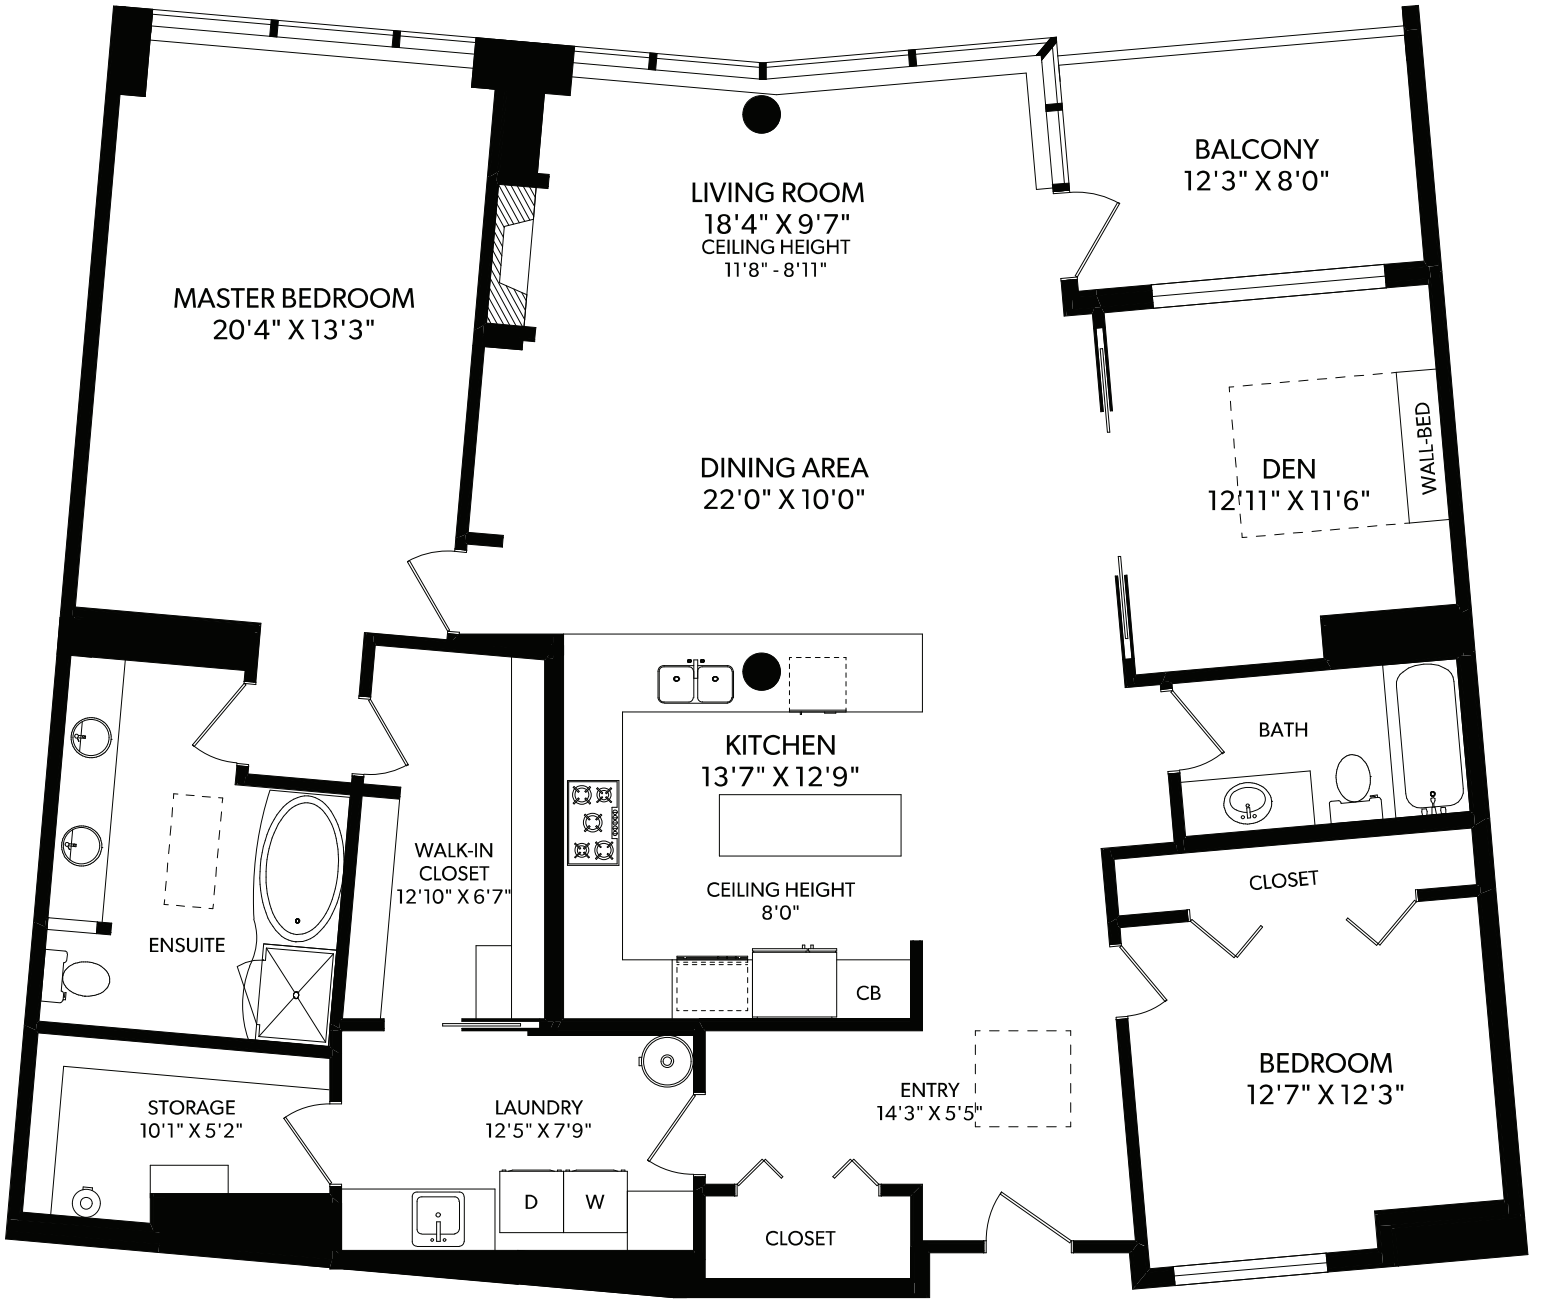 BALCONY
12'3" X 8'0"
LIVING ROOM
18'4" X 9'7"
CEILING HEIGHT
11'8" - 8'11"
MASTER BEDROOM
20'4" X 13'3"
DINING AREA
22'0" X 10'0"
DEN
12'11" X 11'6"
WALL-BED
BATH
KITCHEN
13'7" X 12'9"
CEILING HEIGHT
8'0"
CB
WALK-IN
CLOSET
12'10" X 6'7"
CLOSET
ENSUITE
BEDROOM
12'7" X 12'3"
ENTRY
14'3" X 5'5"
STORAGE
10'1" X 5'2"
LAUNDRY
12'5" X 7'9"
D
W
CLOSET